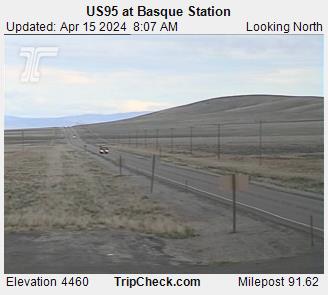 US95 at Basque Station
Updated: Apr 15 2024 8:07 AM Looking North
Elevation 4460 TripCheck.com Milepost 91.62